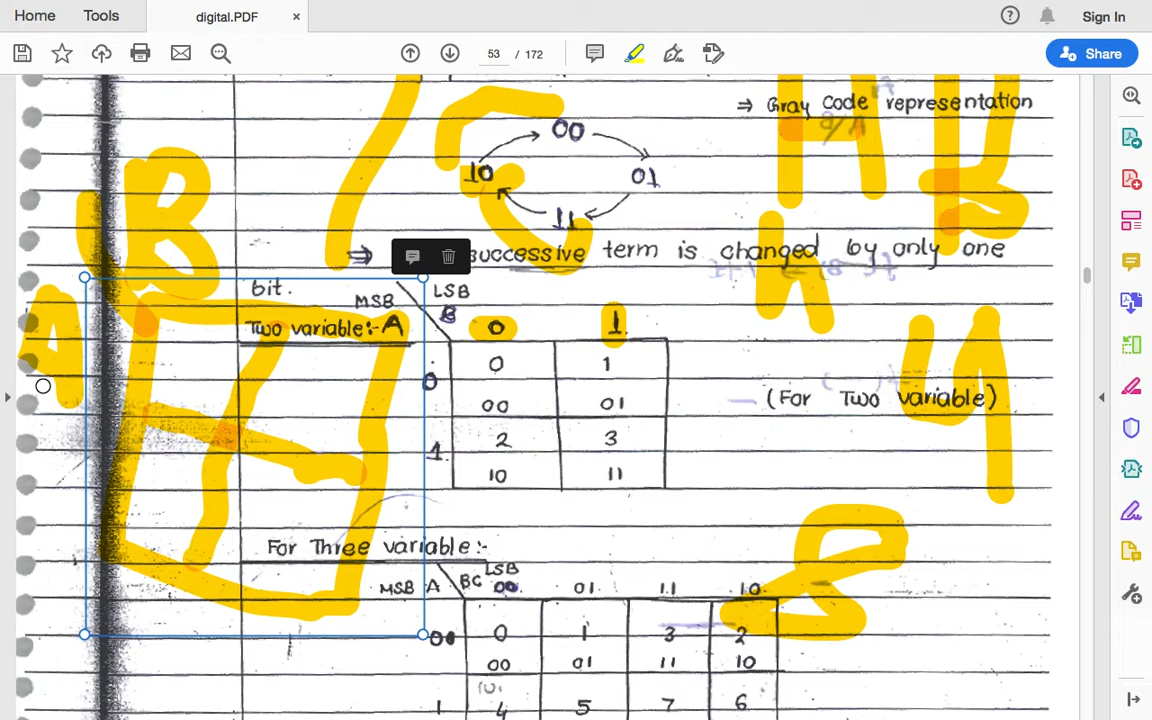 Home Tools digital.PDF × Sign In
53 / 172 Share
⇒ Gray Code representation
00
10 01
11
⇒ successive term is changed by only one
bit.
MSB LSB
Two variable:- A B 0 1
0 0 1
00 01
1 2 3
10 11
(For Two variable)
For Three variable:-
MSB A BC LSB 00 01 11 10
0 1 3 2
00 01 11 10
1 4 5 7 6
B
A
C
A B
K
4
8